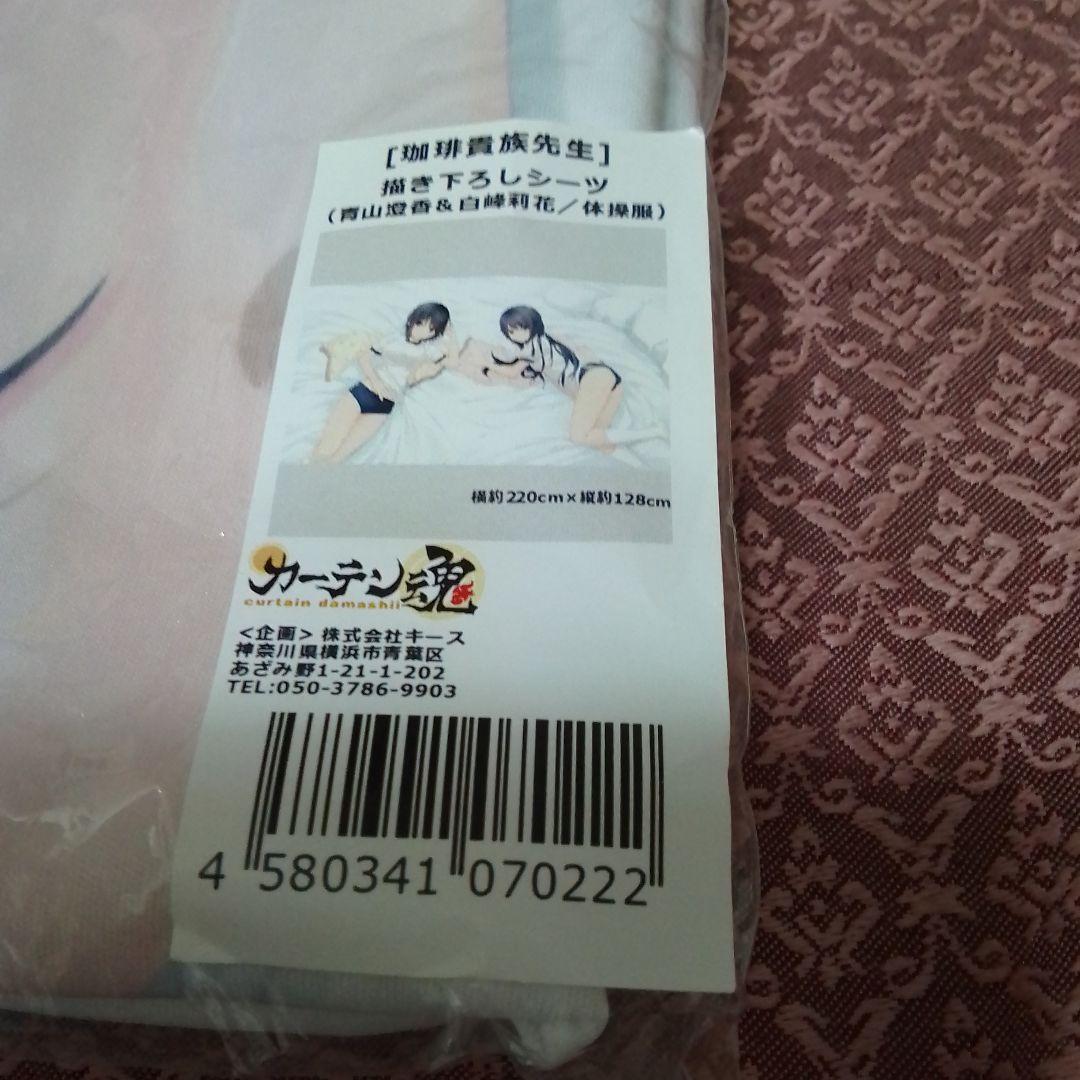 [珈琲貴族先生]
描き下ろしシーツ
(青山澄香&白峰莉花/体操服)
横約220cm×縦約128cm
カーテン魂
curtain damashii
<企画>株式会社キース
神奈川県横浜市青葉区
あざみ野1-21-1-202
TEL:050-3786-9903
4 580341 070222